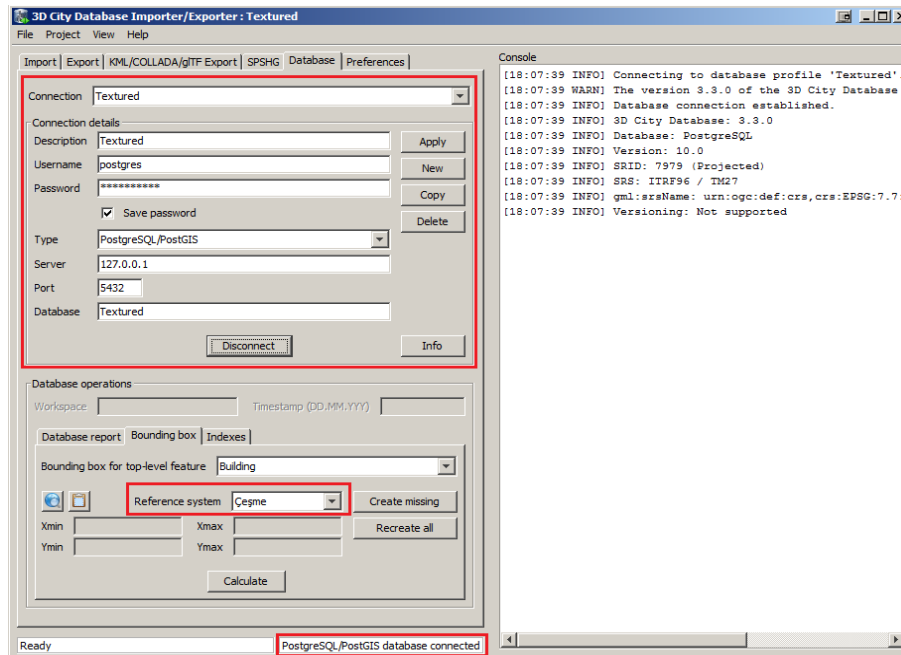 3D City Database Importer/Exporter : Textured
File Project View Help
Import Export KML/COLLADA/glTF Export SPSHG Database Preferences
Connection Textured
Connection details
Description Textured Apply
Username postgres New
Password ********** Copy
Save password Delete
Type PostgreSQL/PostGIS
Server 127.0.0.1
Port 5432
Database Textured
Disconnect Info
Database operations
Workspace Timestamp (DD.MM.YYY)
Database report Bounding box Indexes
Bounding box for top-level feature Building
Reference system Çeşme Create missing
Xmin Xmax Recreate all
Ymin Ymax
Calculate
Ready PostgreSQL/PostGIS database connected
Console
[18:07:39 INFO] Connecting to database profile 'Textured'.
[18:07:39 WARN] The version 3.3.0 of the 3D City Database
[18:07:39 INFO] Database connection established.
[18:07:39 INFO] 3D City Database: 3.3.0
[18:07:39 INFO] Database: PostgreSQL
[18:07:39 INFO] Version: 10.0
[18:07:39 INFO] SRID: 7979 (Projected)
[18:07:39 INFO] SRS: ITRF96 / TM27
[18:07:39 INFO] gml:srsName: urn:ogc:def:crs,crs:EPSG:7.7:
[18:07:39 INFO] Versioning: Not supported